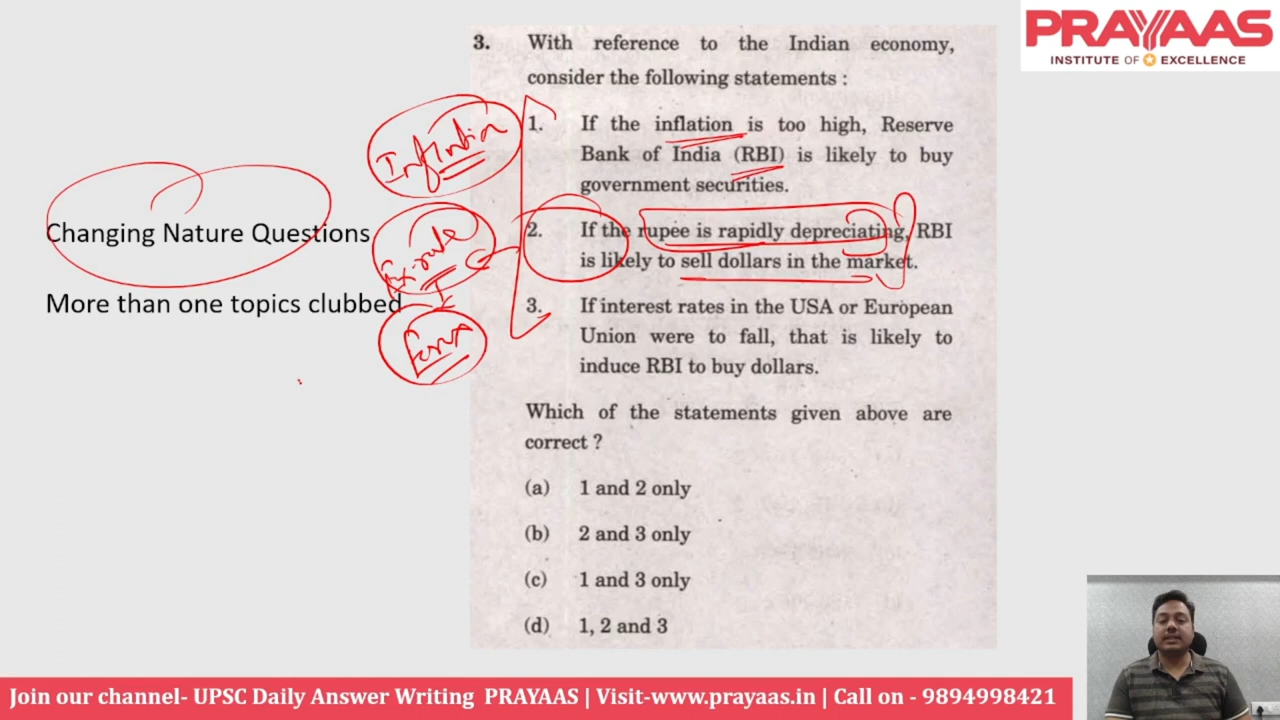 PRAYAAS
INSTITUTE OF EXCELLENCE
3. With reference to the Indian economy,
consider the following statements :
1. If the inflation is too high, Reserve
Bank of India (RBI) is likely to buy
government securities.
2. If the rupee is rapidly depreciating, RBI
is likely to sell dollars in the market.
3. If interest rates in the USA or European
Union were to fall, that is likely to
induce RBI to buy dollars.
Which of the statements given above are
correct ?
(a) 1 and 2 only
(b) 2 and 3 only
(c) 1 and 3 only
(d) 1, 2 and 3
Changing Nature Questions
More than one topics clubbed
Ex-rate
Join our channel- UPSC Daily Answer Writing PRAYAAS | Visit-www.prayaas.in | Call on - 9894998421